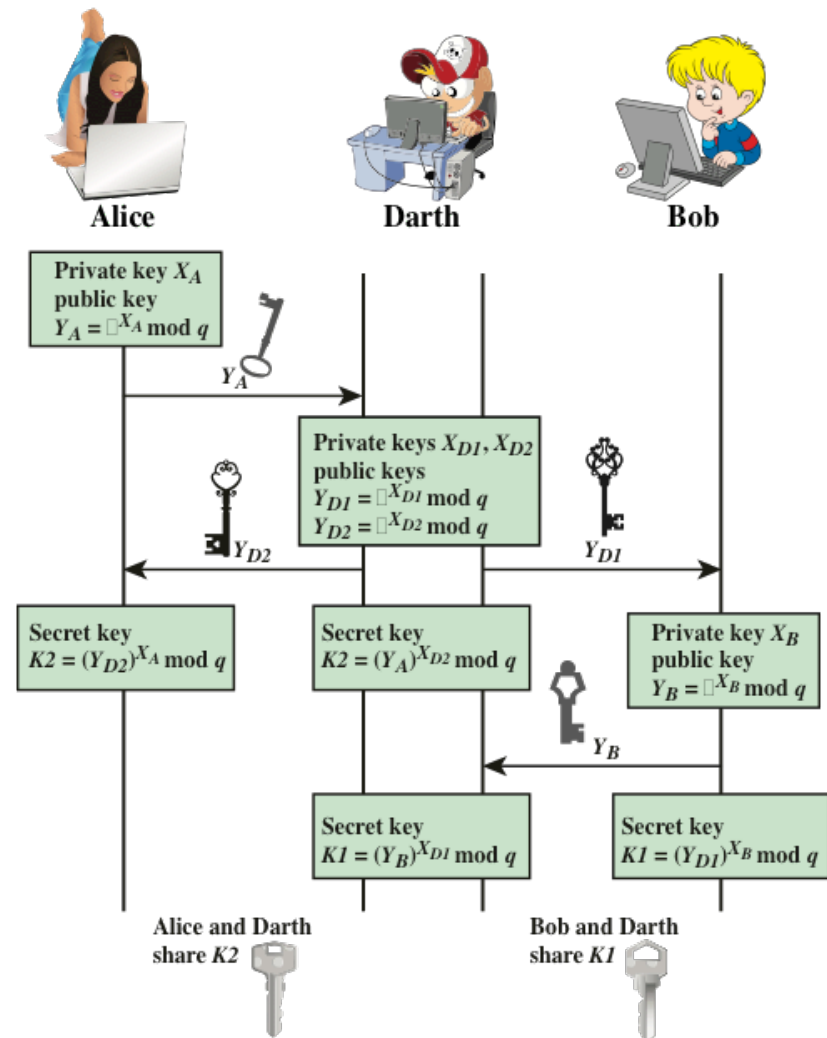 Alice
Darth
Bob
Private key X_A
public key
Y_A = □^X_A mod q
Y_A
Private keys X_D1, X_D2
public keys
Y_D1 = □^X_D1 mod q
Y_D2 = □^X_D2 mod q
Y_D2
Y_D1
Secret key
K2 = (Y_D2)^X_A mod q
Secret key
K2 = (Y_A)^X_D2 mod q
Private key X_B
public key
Y_B = □^X_B mod q
Y_B
Secret key
K1 = (Y_B)^X_D1 mod q
Secret key
K1 = (Y_D1)^X_B mod q
Alice and Darth
share K2
Bob and Darth
share K1